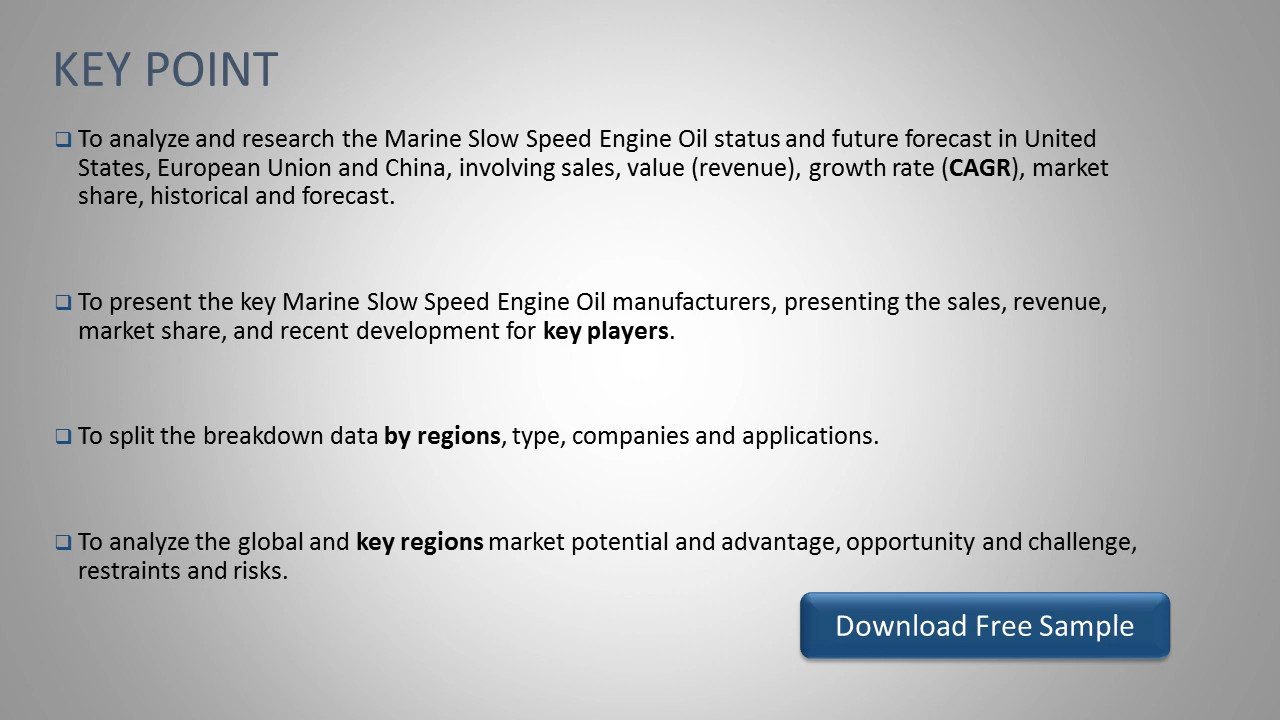 KEY POINT
To analyze and research the Marine Slow Speed Engine Oil status and future forecast in United
States, European Union and China, involving sales, value (revenue), growth rate (CAGR), market
share, historical and forecast.
To present the key Marine Slow Speed Engine Oil manufacturers, presenting the sales, revenue,
market share, and recent development for key players.
To split the breakdown data by regions, type, companies and applications.
To analyze the global and key regions market potential and advantage, opportunity and challenge,
restraints and risks.
Download Free Sample